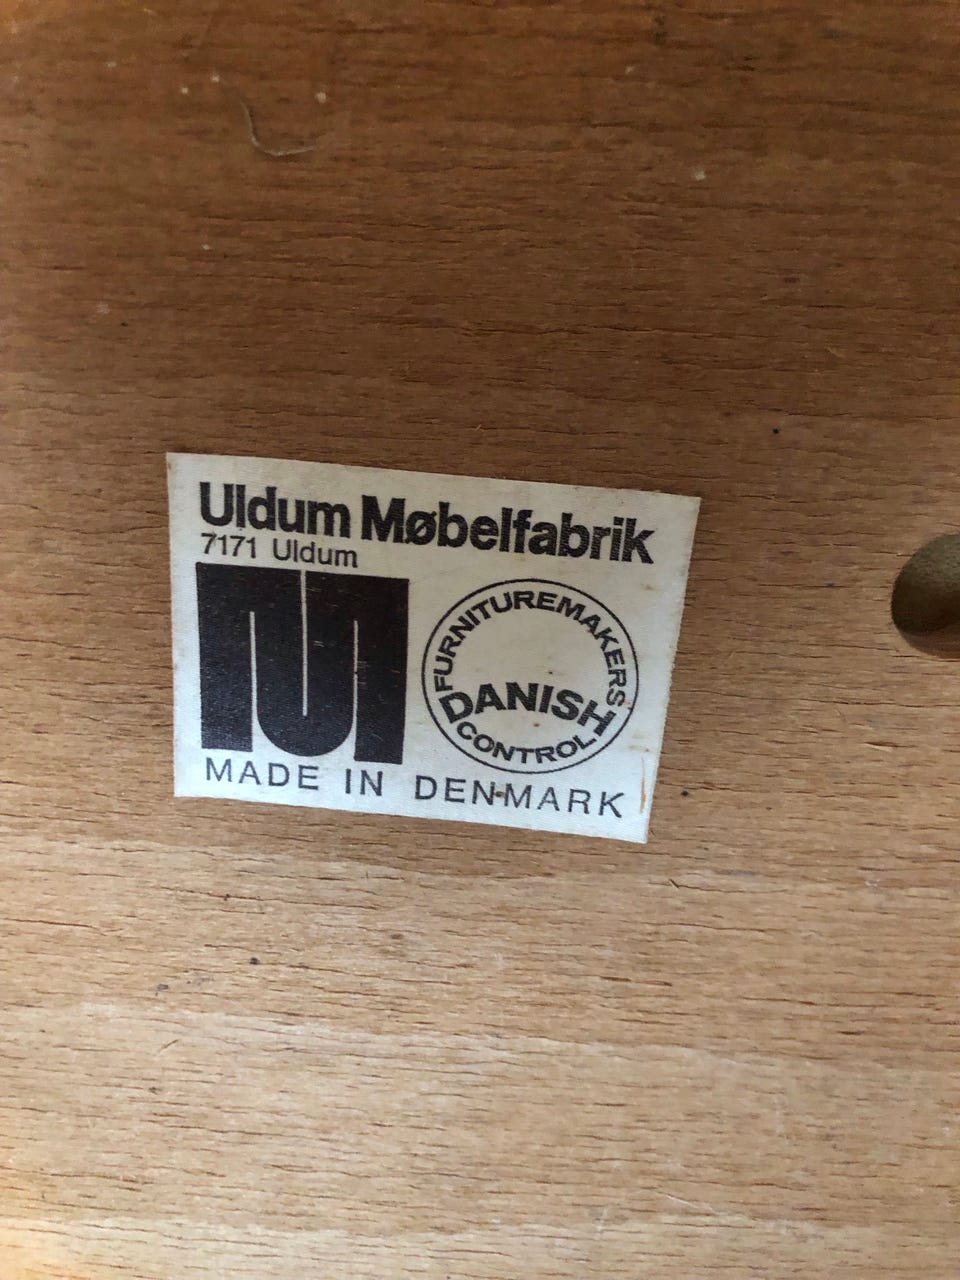 Uldum Møbelfabrik
7171 Uldum
FURNITUREMAKERS
DANISH
CONTROL
MADE IN DENMARK